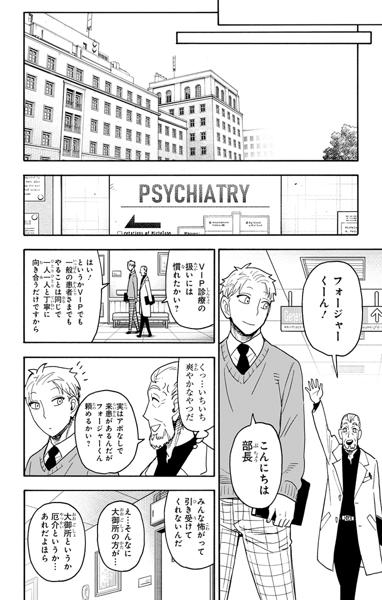 PSYCHIATRY
フォージャー
くーん！
こんにちは
部長
VIP診療の
扱いには
慣れたかい？
はい！
というかVIPでも
一般の患者さまでも
やることは同じで
一人一人と丁寧に
向き合うだけですから
くっ…いちいち
爽やかなやつだ
実はアポなしで
来患があるんだが
フォージャーくん
頼めるかい？
みんな怖がって
引き受けて
くれないんだ
え…そんなに
大御所の方が…
大御所というか
厄介というか…
あれだよほら